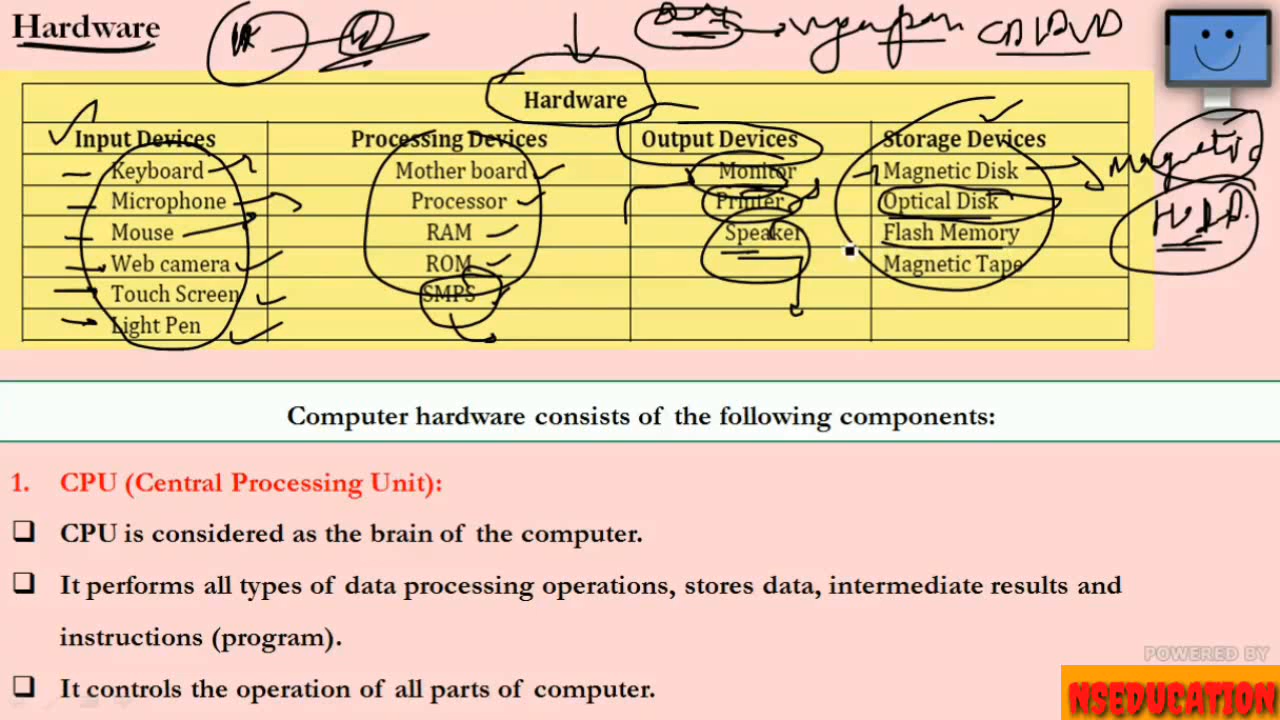 Hardware
CD/DVD
Hardware
Input Devices Processing Devices Output Devices Storage Devices
Keyboard Mother board Monitor Magnetic Disk
Magnetic
Microphone Processor Printer Optical Disk
HDD
Mouse RAM Speaker Flash Memory
Web camera ROM Magnetic Tape
Touch Screen SMPS
Light Pen
Computer hardware consists of the following components:
1. CPU (Central Processing Unit):
❑ CPU is considered as the brain of the computer.
❑ It performs all types of data processing operations, stores data, intermediate results and
instructions (program).
❑ It controls the operation of all parts of computer.
POWERED BY
NSEDUCATION